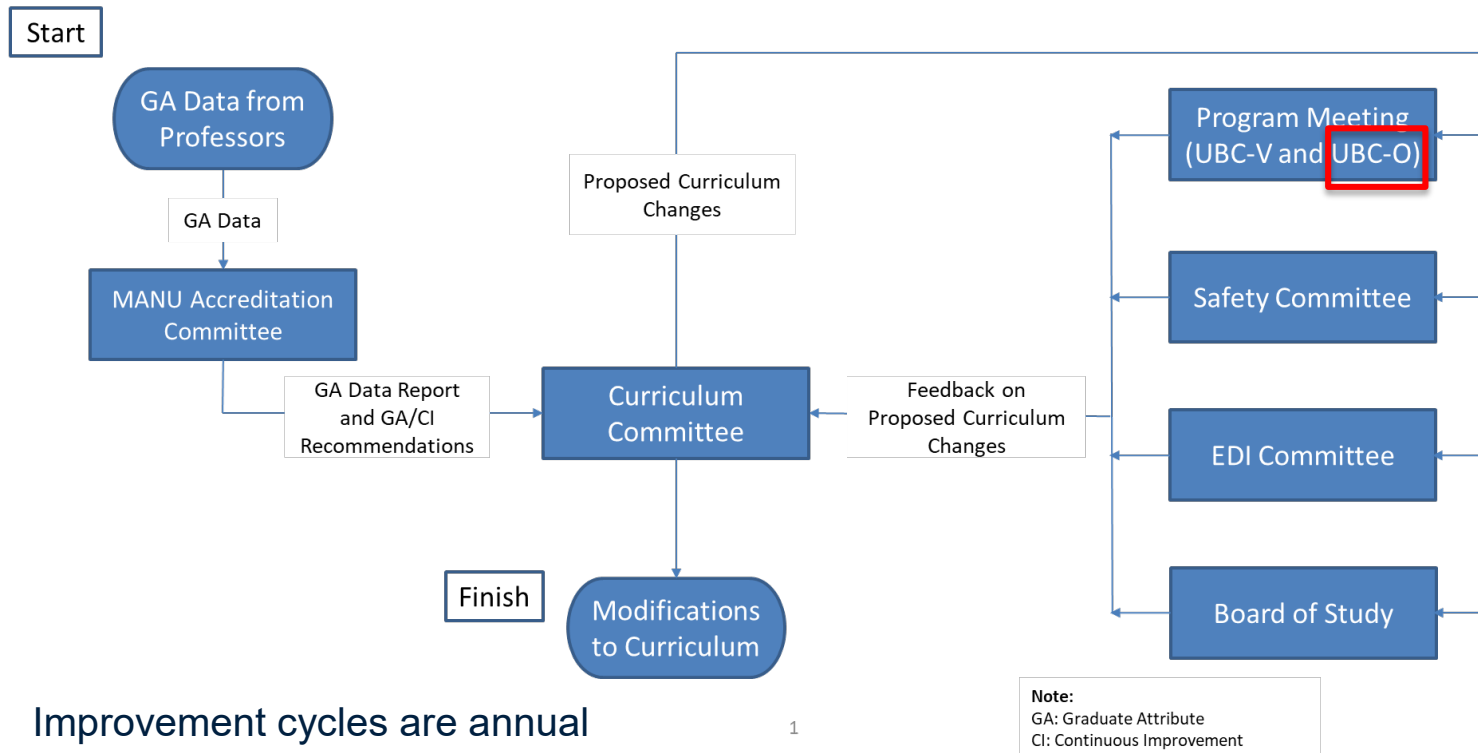 Start
GA Data from
Professors
GA Data
MANU Accreditation
Committee
GA Data Report
and GA/CI
Recommendations
Proposed Curriculum
Changes
Curriculum
Committee
Feedback on
Proposed Curriculum
Changes
Program Meeting
(UBC-V and UBC-O)
Safety Committee
EDI Committee
Board of Study
Finish
Modifications
to Curriculum
Improvement cycles are annual
1
Note:
GA: Graduate Attribute
CI: Continuous Improvement